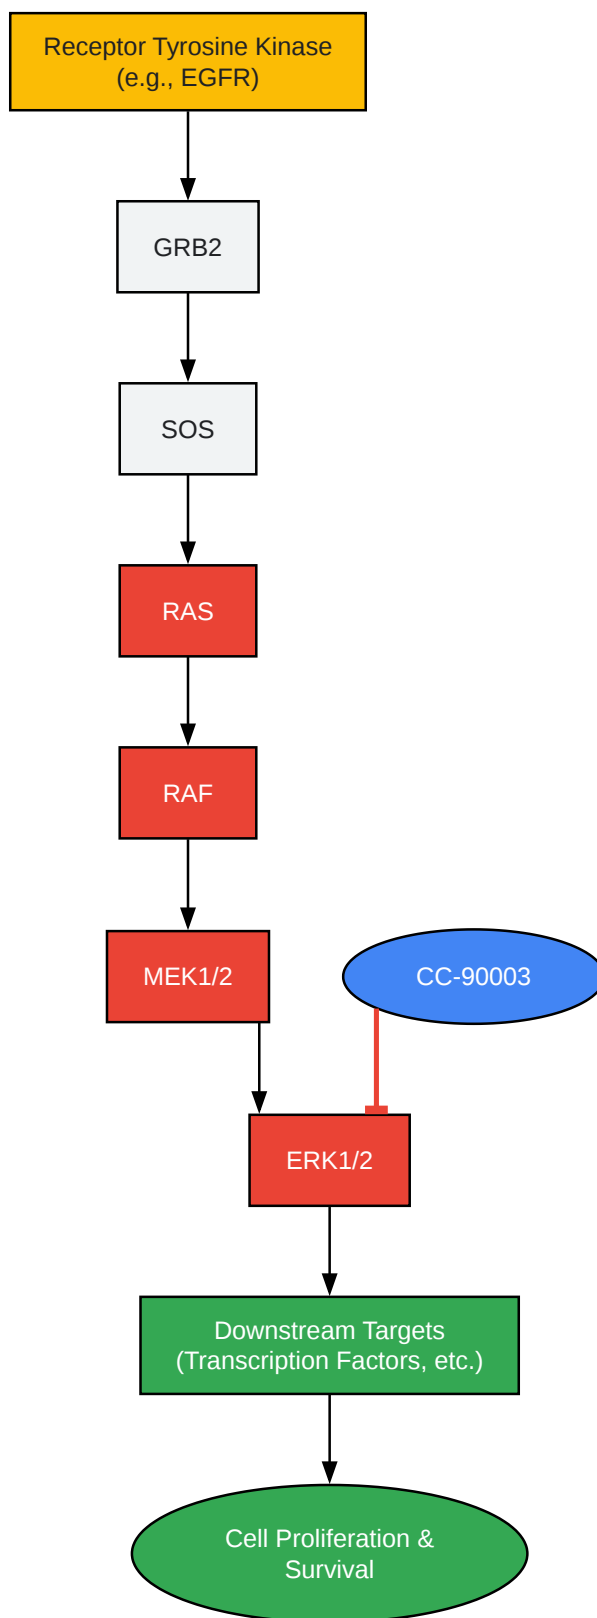 Receptor Tyrosine Kinase
(e.g., EGFR)
GRB2
SOS
RAS
RAF
MEK1/2
CC-90003
ERK1/2
Downstream Targets
(Transcription Factors, etc.)
Cell Proliferation &
Survival